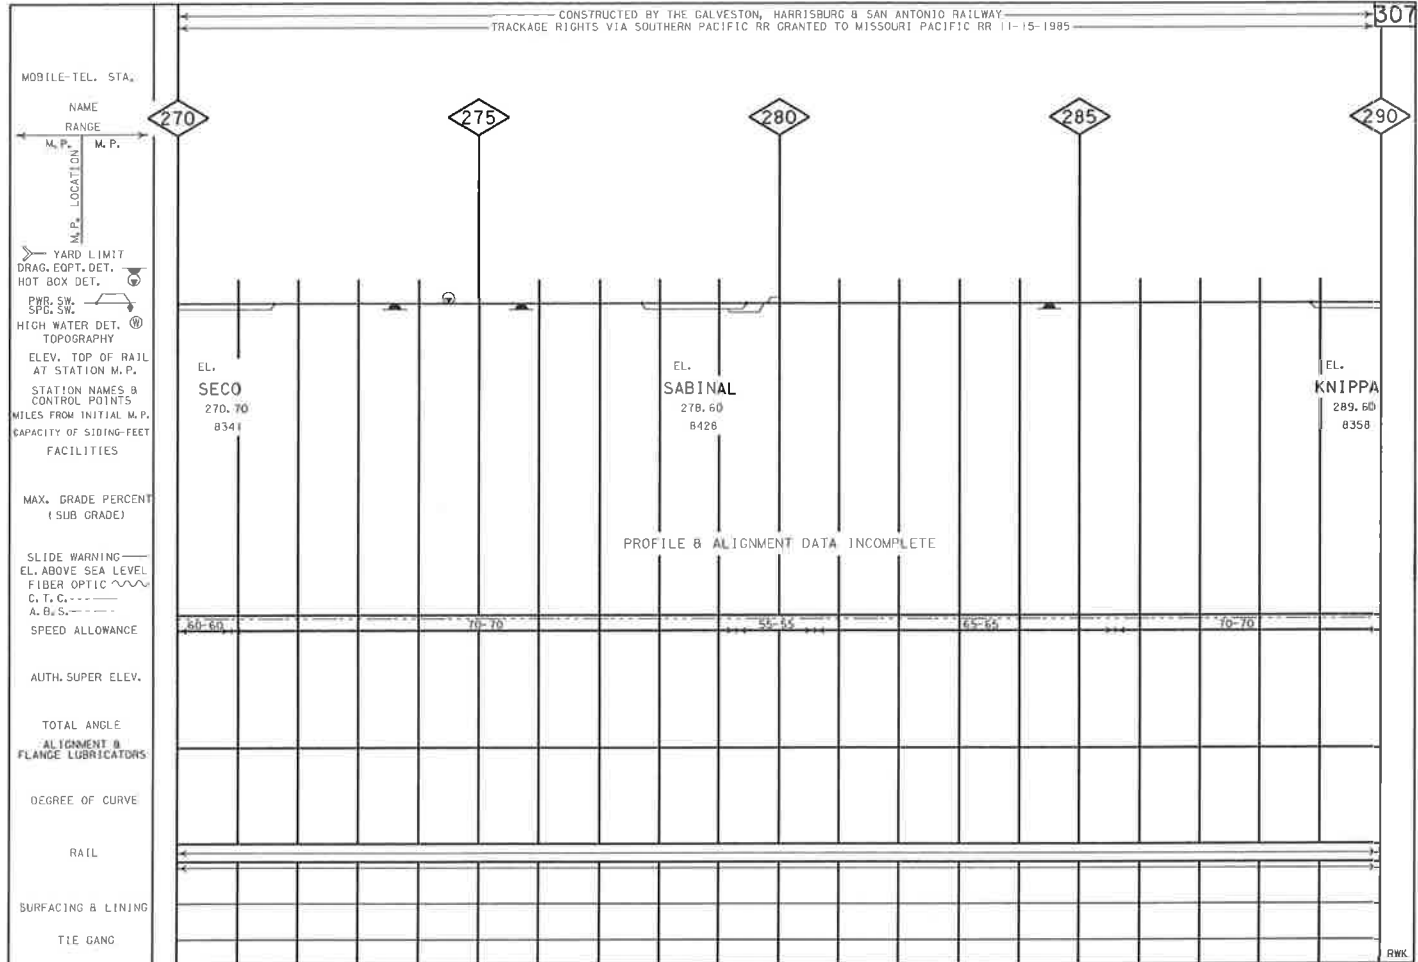 CONSTRUCTED BY THE GALVESTON, HARRISBURG & SAN ANTONIO RAILWAY
307
TRACKAGE RIGHTS VIA SOUTHERN PACIFIC RR GRANTED TO MISSOURI PACIFIC RR 11-15-1985
MOBILE-TEL. STA.
NAME
RANGE
M.P. M.P.
M.P. LOCATION
270 275 280 285 290
YARD LIMIT
DRAG. EQPT. DET.
HOT BOX DET.
PWR. SW.
SPG. SW.
HIGH WATER DET. W
TOPOGRAPHY
ELEV. TOP OF RAIL
AT STATION M.P.
STATION NAMES &
CONTROL POINTS
MILES FROM INITIAL M.P.
CAPACITY OF SIDING-FEET
FACILITIES
EL.
SECO
270.70
8341
EL.
SABINAL
278.60
8428
EL.
KNIPPA
289.60
8358
MAX. GRADE PERCENT
(SUB GRADE)
PROFILE & ALIGNMENT DATA INCOMPLETE
SLIDE WARNING
EL. ABOVE SEA LEVEL
FIBER OPTIC
C.T.C.
A.B.S.
SPEED ALLOWANCE
60-60 70-70 55-55 65-65 70-70
AUTH. SUPER ELEV.
TOTAL ANGLE
ALIGNMENT &
FLANGE LUBRICATORS
DEGREE OF CURVE
RAIL
SURFACING & LINING
TIE GANG
RWK